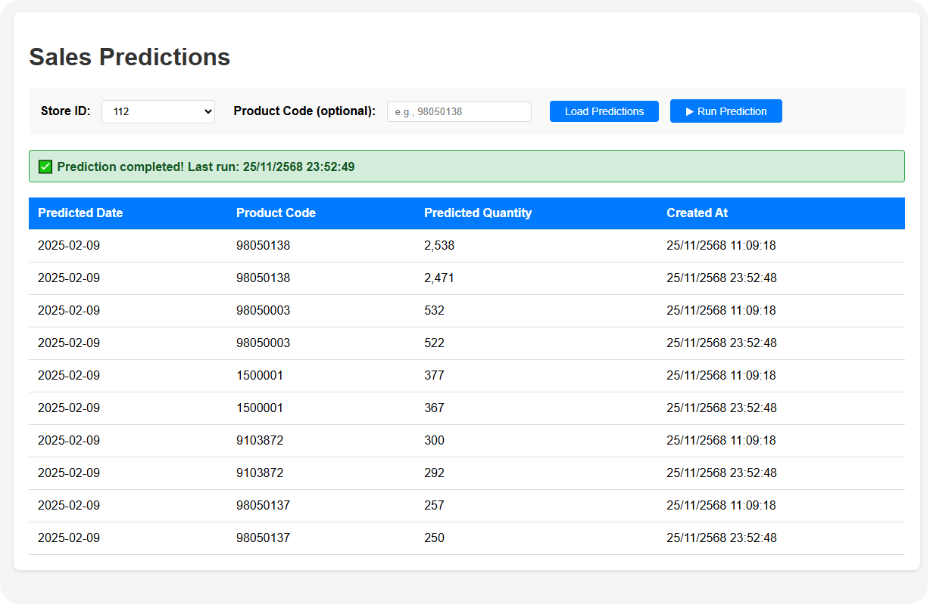 Sales Predictions
Store ID: 112 Product Code (optional): e.g., 98050138 Load Predictions ▶ Run Prediction
✅ Prediction completed! Last run: 25/11/2568 23:52:49
Predicted Date Product Code Predicted Quantity Created At
2025-02-09 98050138 2,538 25/11/2568 11:09:18
2025-02-09 98050138 2,471 25/11/2568 23:52:48
2025-02-09 98050003 532 25/11/2568 11:09:18
2025-02-09 98050003 522 25/11/2568 23:52:48
2025-02-09 1500001 377 25/11/2568 11:09:18
2025-02-09 1500001 367 25/11/2568 23:52:48
2025-02-09 9103872 300 25/11/2568 11:09:18
2025-02-09 9103872 292 25/11/2568 23:52:48
2025-02-09 98050137 257 25/11/2568 11:09:18
2025-02-09 98050137 250 25/11/2568 23:52:48